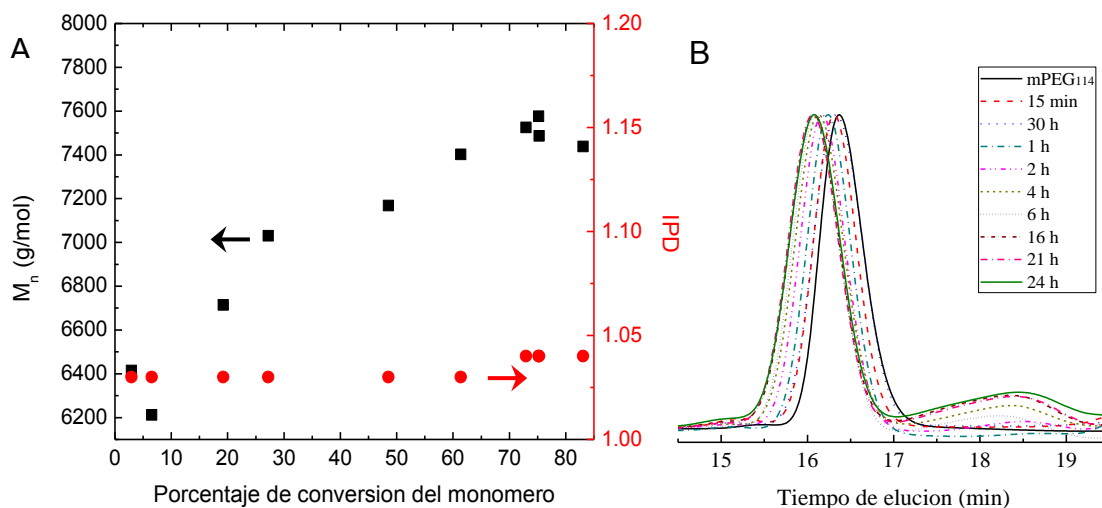 A
8000
7800
7600
7400
7200
7000
6800
6600
6400
6200
Mn (g/mol)
0 10 20 30 40 50 60 70 80
Porcentaje de conversion del monomero
1.20
1.15
1.10
1.05
1.00
IPD
B
mPEG114
15 min
30 h
1 h
2 h
4 h
6 h
16 h
21 h
24 h
15 16 17 18 19
Tiempo de elucion (min)